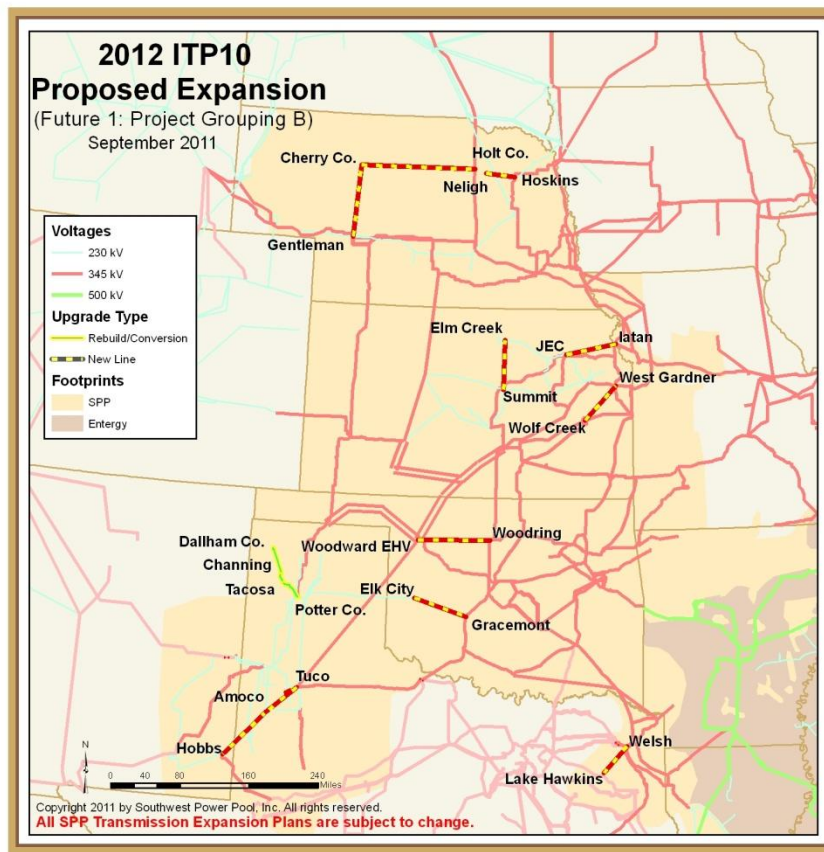 2012 ITP10
Proposed Expansion
(Future 1: Project Grouping B)
September 2011
Cherry Co.
Holt Co.
Neligh
Hoskins
Gentleman
Voltages
230 kV
345 kV
500 kV
Upgrade Type
Rebuild/Conversion
New Line
Footprints
SPP
Entergy
Elm Creek
JEC
Iatan
West Gardner
Summit
Wolf Creek
Dallham Co.
Woodward EHV
Woodring
Channing
Tacosa
Elk City
Potter Co.
Gracemont
Tuco
Amoco
Hobbs
Welsh
Lake Hawkins
N
0 40 80 160 240
Miles
Copyright 2011 by Southwest Power Pool, Inc. All rights reserved.
All SPP Transmission Expansion Plans are subject to change.